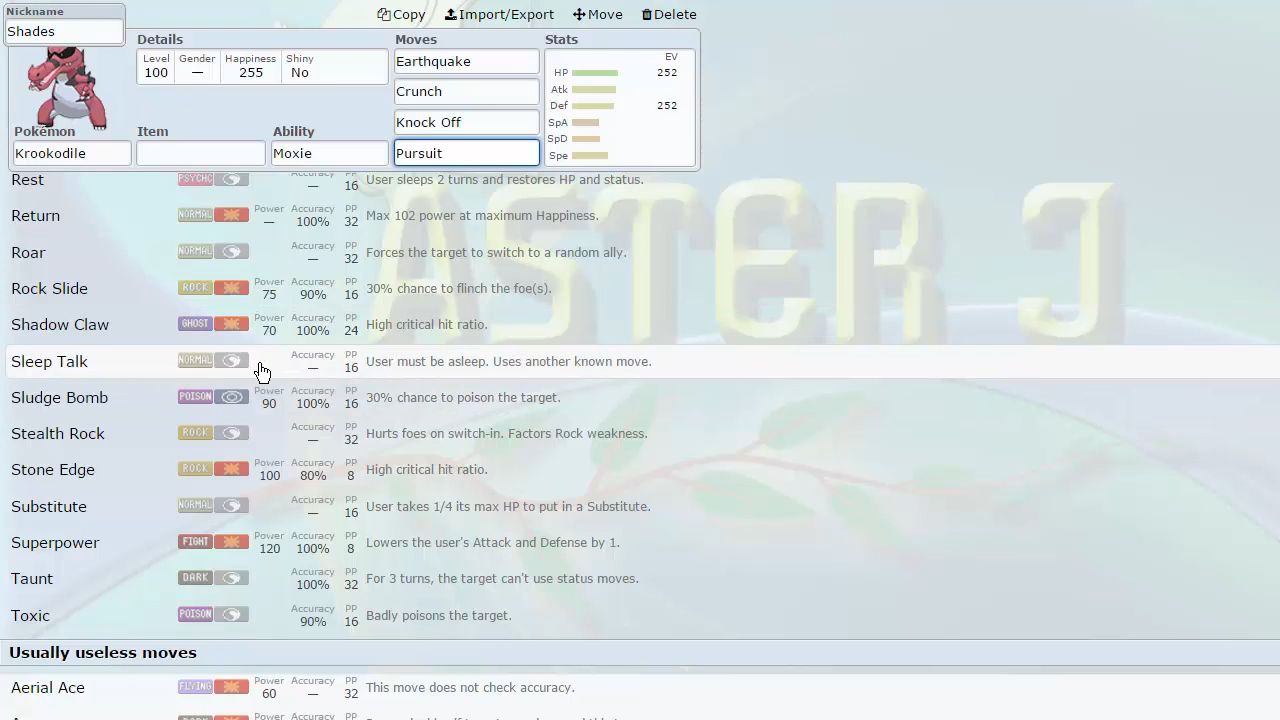 Nickname
Shades
Copy Import/Export Move Delete
Details
Level 100
Gender —
Happiness 255
Shiny No
Moves
Earthquake
Crunch
Knock Off
Pursuit
Stats
EV
HP 252
Atk
Def 252
SpA
SpD
Spe
Pokémon
Krookodile
Item
Ability
Moxie
ASTER J
Rest PSYCHC Accuracy — PP 16 User sleeps 2 turns and restores HP and status.
Return NORMAL Power — Accuracy 100% PP 32 Max 102 power at maximum Happiness.
Roar NORMAL Accuracy — PP 32 Forces the target to switch to a random ally.
Rock Slide ROCK Power 75 Accuracy 90% PP 16 30% chance to flinch the foe(s).
Shadow Claw GHOST Power 70 Accuracy 100% PP 24 High critical hit ratio.
Sleep Talk NORMAL Accuracy — PP 16 User must be asleep. Uses another known move.
Sludge Bomb POISON Power 90 Accuracy 100% PP 16 30% chance to poison the target.
Stealth Rock ROCK Accuracy — PP 32 Hurts foes on switch-in. Factors Rock weakness.
Stone Edge ROCK Power 100 Accuracy 80% PP 8 High critical hit ratio.
Substitute NORMAL Accuracy — PP 16 User takes 1/4 its max HP to put in a Substitute.
Superpower FIGHT Power 120 Accuracy 100% PP 8 Lowers the user's Attack and Defense by 1.
Taunt DARK Accuracy 100% PP 32 For 3 turns, the target can't use status moves.
Toxic POISON Accuracy 90% PP 16 Badly poisons the target.
Usually useless moves
Aerial Ace FLYING Power 60 Accuracy — PP 32 This move does not check accuracy.
Power Accuracy PP